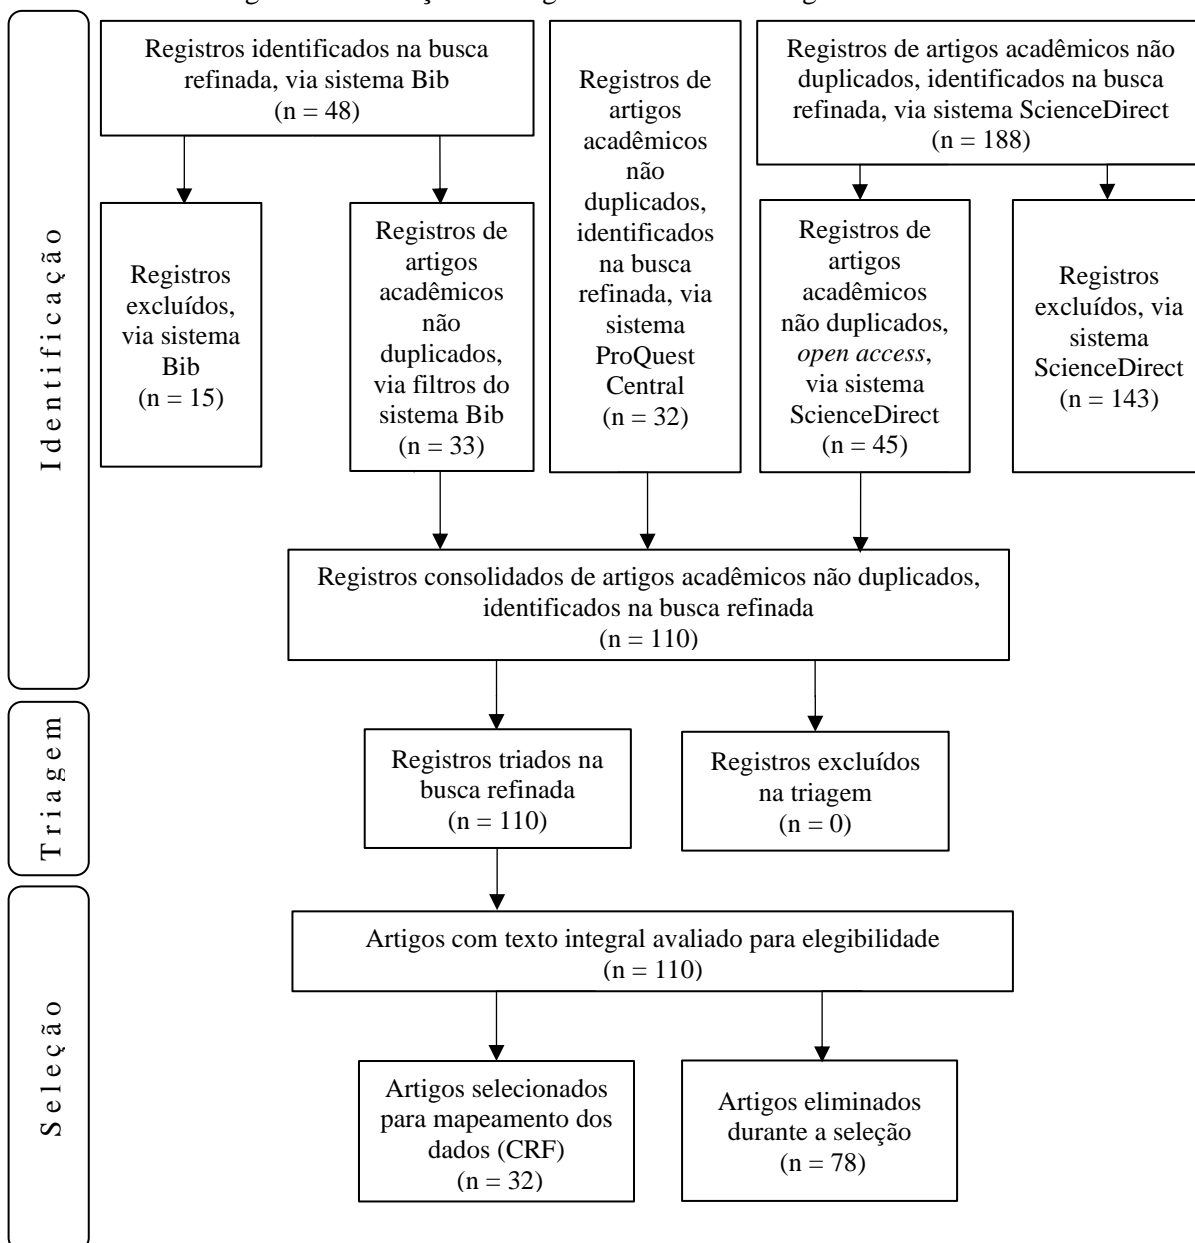 Identificação
Registros identificados na busca
refinada, via sistema Bib
(n = 48)
Registros de
artigos
acadêmicos
não
duplicados,
identificados
na busca
refinada, via
sistema
ProQuest
Central
(n = 32)
Registros de artigos acadêmicos não
duplicados, identificados na busca
refinada, via sistema ScienceDirect
(n = 188)
Registros
excluídos,
via sistema
Bib
(n = 15)
Registros de
artigos
acadêmicos
não
duplicados,
via filtros do
sistema Bib
(n = 33)
Registros de
artigos
acadêmicos
não duplicados,
open access,
via sistema
ScienceDirect
(n = 45)
Registros
excluídos, via
sistema
ScienceDirect
(n = 143)
Registros consolidados de artigos acadêmicos não duplicados,
identificados na busca refinada
(n = 110)
Triagem
Registros triados na
busca refinada
(n = 110)
Registros excluídos
na triagem
(n = 0)
Seleção
Artigos com texto integral avaliado para elegibilidade
(n = 110)
Artigos selecionados
para mapeamento dos
dados (CRF)
(n = 32)
Artigos eliminados
durante a seleção
(n = 78)